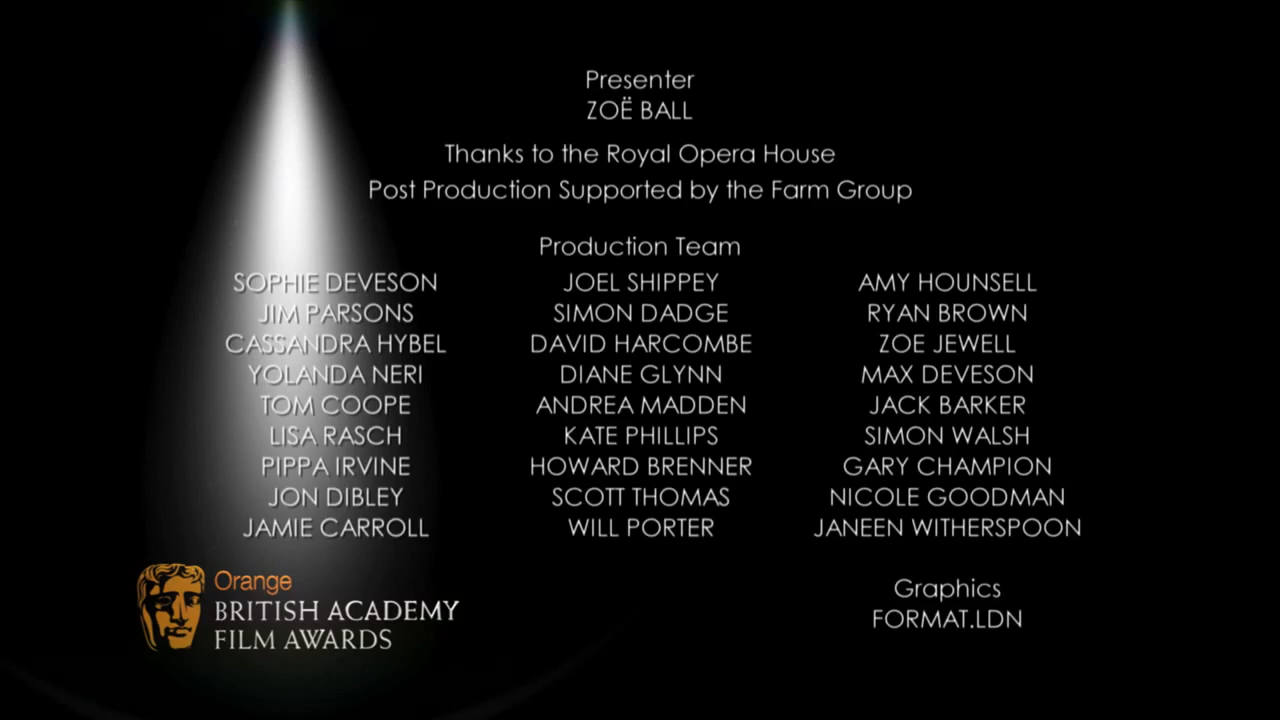 Presenter
ZOË BALL
Thanks to the Royal Opera House
Post Production Supported by the Farm Group
Production Team
SOPHIE DEVESON
JIM PARSONS
CASSANDRA HYBEL
YOLANDA NERI
TOM COOPE
LISA RASCH
PIPPA IRVINE
JON DIBLEY
JAMIE CARROLL
JOEL SHIPPEY
SIMON DADGE
DAVID HARCOMBE
DIANE GLYNN
ANDREA MADDEN
KATE PHILLIPS
HOWARD BRENNER
SCOTT THOMAS
WILL PORTER
AMY HOUNSELL
RYAN BROWN
ZOE JEWELL
MAX DEVESON
JACK BARKER
SIMON WALSH
GARY CHAMPION
NICOLE GOODMAN
JANEEN WITHERSPOON
Orange
BRITISH ACADEMY
FILM AWARDS
Graphics
FORMAT.LDN